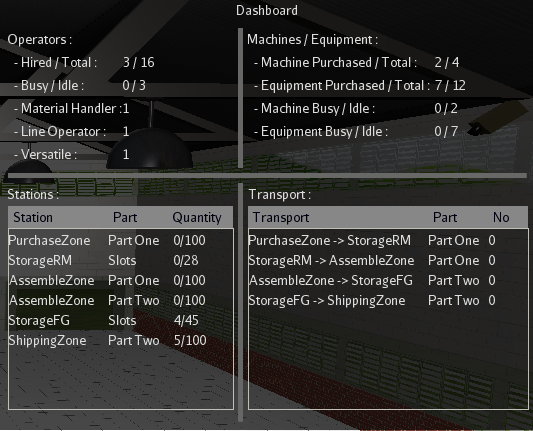 Dashboard
Operators :
- Hired / Total : 3 / 16
- Busy / Idle : 0 / 3
- Material Handler : 1
- Line Operator : 1
- Versatile : 1
Machines / Equipment :
- Machine Purchased / Total : 2 / 4
- Equipment Purchased / Total : 7 / 12
- Machine Busy / Idle : 0 / 2
- Equipment Busy / Idle : 0 / 7
Stations :
Station Part Quantity
PurchaseZone Part One 0/100
StorageRM Slots 0/28
AssembleZone Part One 0/100
AssembleZone Part Two 0/100
StorageFG Slots 4/45
ShippingZone Part Two 5/100
Transport :
Transport Part No
PurchaseZone -> StorageRM Part One 0
StorageRM -> AssembleZone Part One 0
AssembleZone -> StorageFG Part Two 0
StorageFG -> ShippingZone Part Two 0